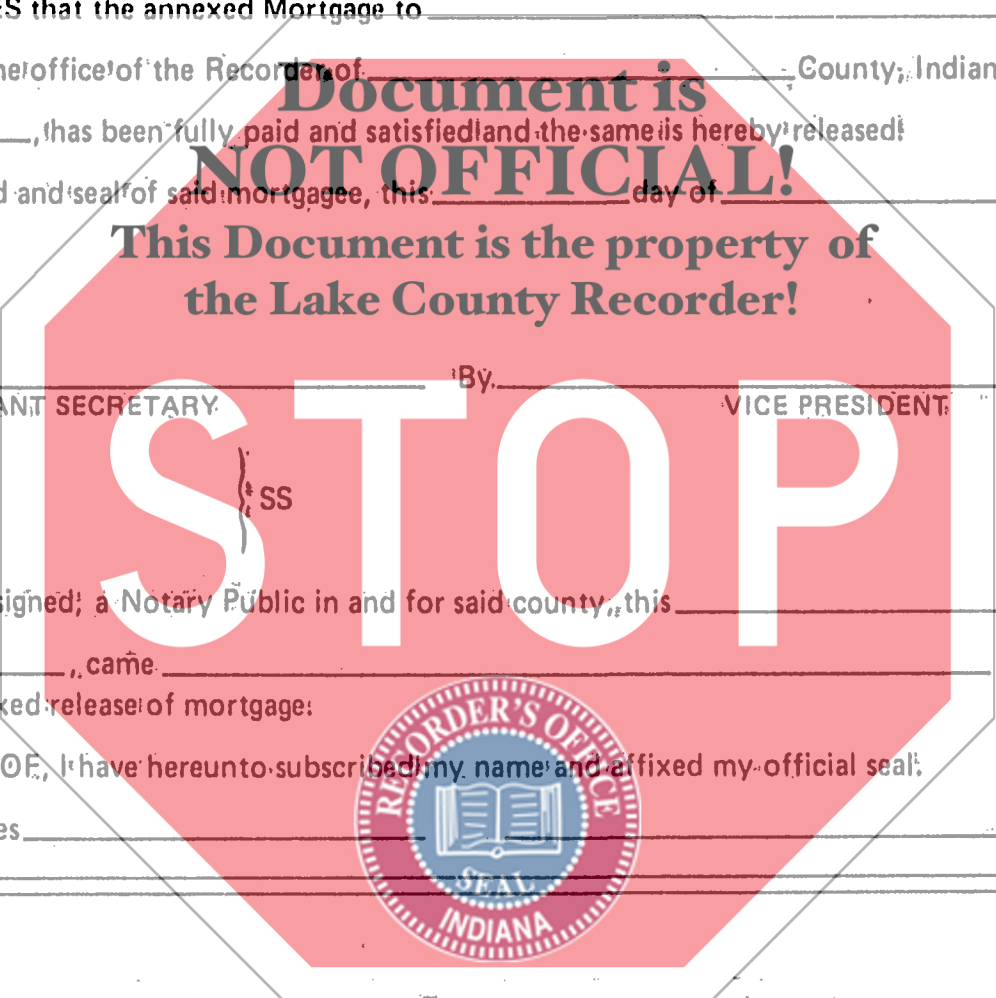 S that the annexed Mortgage to
office of the Recorder of County, Indian
Document is
, has been fully paid and satisfied and the same is hereby released
NOT OFFICIAL!
and seal of said mortgagee, this day of
This Document is the property of
the Lake County Recorder!
By
ANT SECRETARY VICE PRESIDENT
STOP
SS
signed, a Notary Public in and for said county, this
, came
xed release of mortgage.
OF, I have hereunto subscribed my name and affixed my official seal.
RECORDER'S OFFICE
SEAL
INDIANA
es